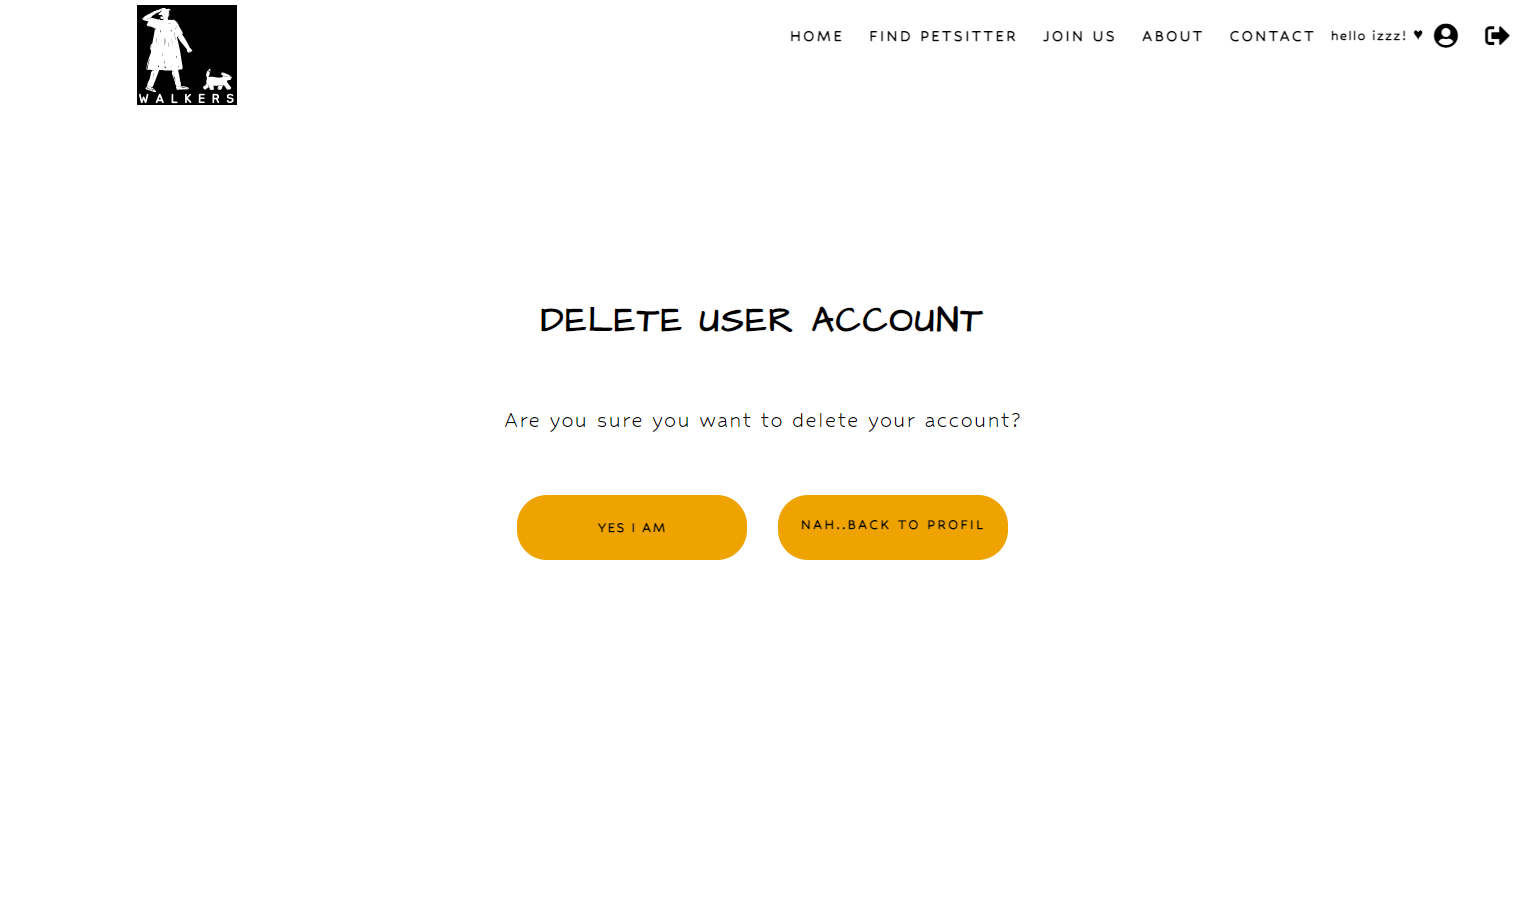 WALKERS
HOME FIND PETSITTER JOIN US ABOUT CONTACT hello izzz! ♥
DELETE USER ACCOUNT
Are you sure you want to delete your account?
YES I AM
NAH..BACK TO PROFIL